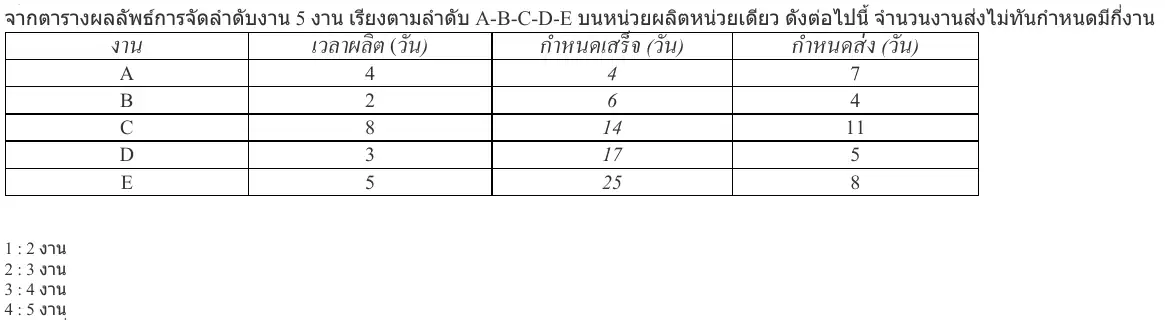 จากตารางผลลัพธ์การจัดลำดับงาน 5 งาน เรียงตามลำดับ A-B-C-D-E บนหน่วยผลิตหน่วยเดียว ดังต่อไปนี้ จำนวนงานส่งไม่ทันกำหนดมีกี่งาน
งาน เวลาผลิต (วัน) กำหนดเสร็จ (วัน) กำหนดส่ง (วัน)
A 4 4 7
B 2 6 4
C 8 14 11
D 3 17 5
E 5 25 8
1 : 2 งาน
2 : 3 งาน
3 : 4 งาน
4 : 5 งาน